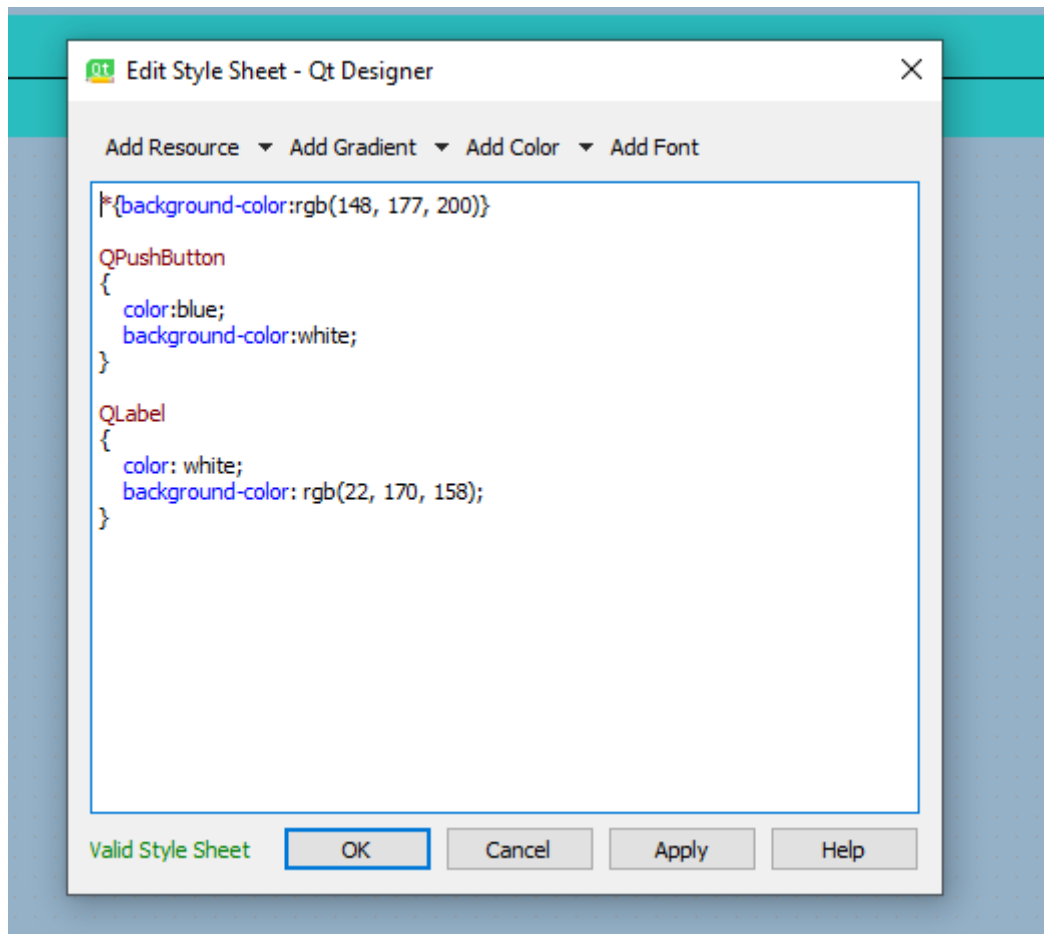 Qt Edit Style Sheet - Qt Designer
Add Resource Add Gradient Add Color Add Font
*{background-color:rgb(148, 177, 200)}
QPushButton
{
color:blue;
background-color:white;
}
QLabel
{
color: white;
background-color: rgb(22, 170, 158);
}
Valid Style Sheet OK Cancel Apply Help